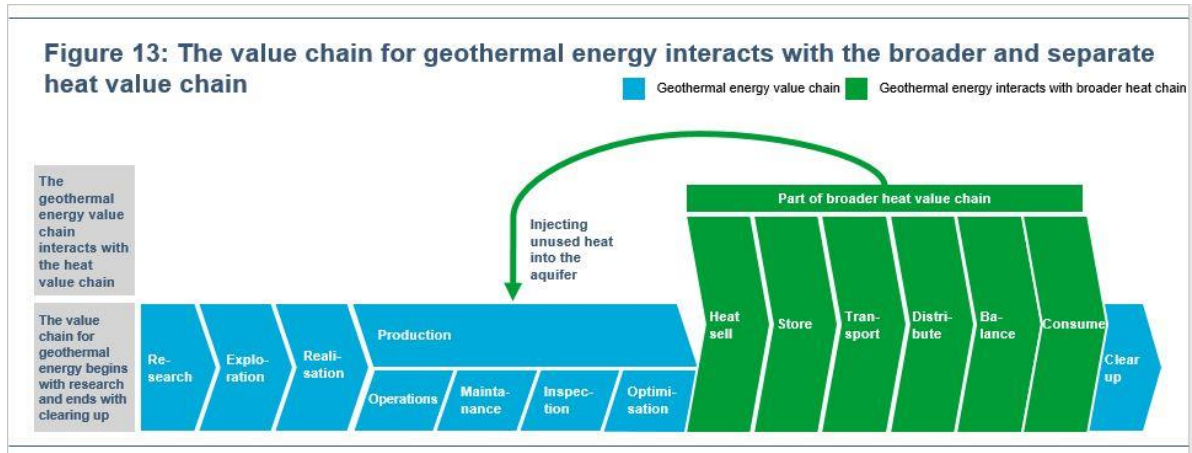 Figure 13: The value chain for geothermal energy interacts with the broader and separate
heat value chain
Geothermal energy value chain
Geothermal energy interacts with broader heat chain
The
geothermal
energy value
chain
interacts with
the heat
value chain
Injecting
unused heat
into the
aquifer
Part of broader heat value chain
The value
chain for
geothermal
energy begins
with research
and ends with
clearing up
Re-
search
Explo-
ration
Reali-
sation
Production
Operations
Mainta-
nance
Inspec-
tion
Optimi-
sation
Heat
sell
Store
Tran-
sport
Distri-
bute
Ba-
lance
Consume
Clear
up